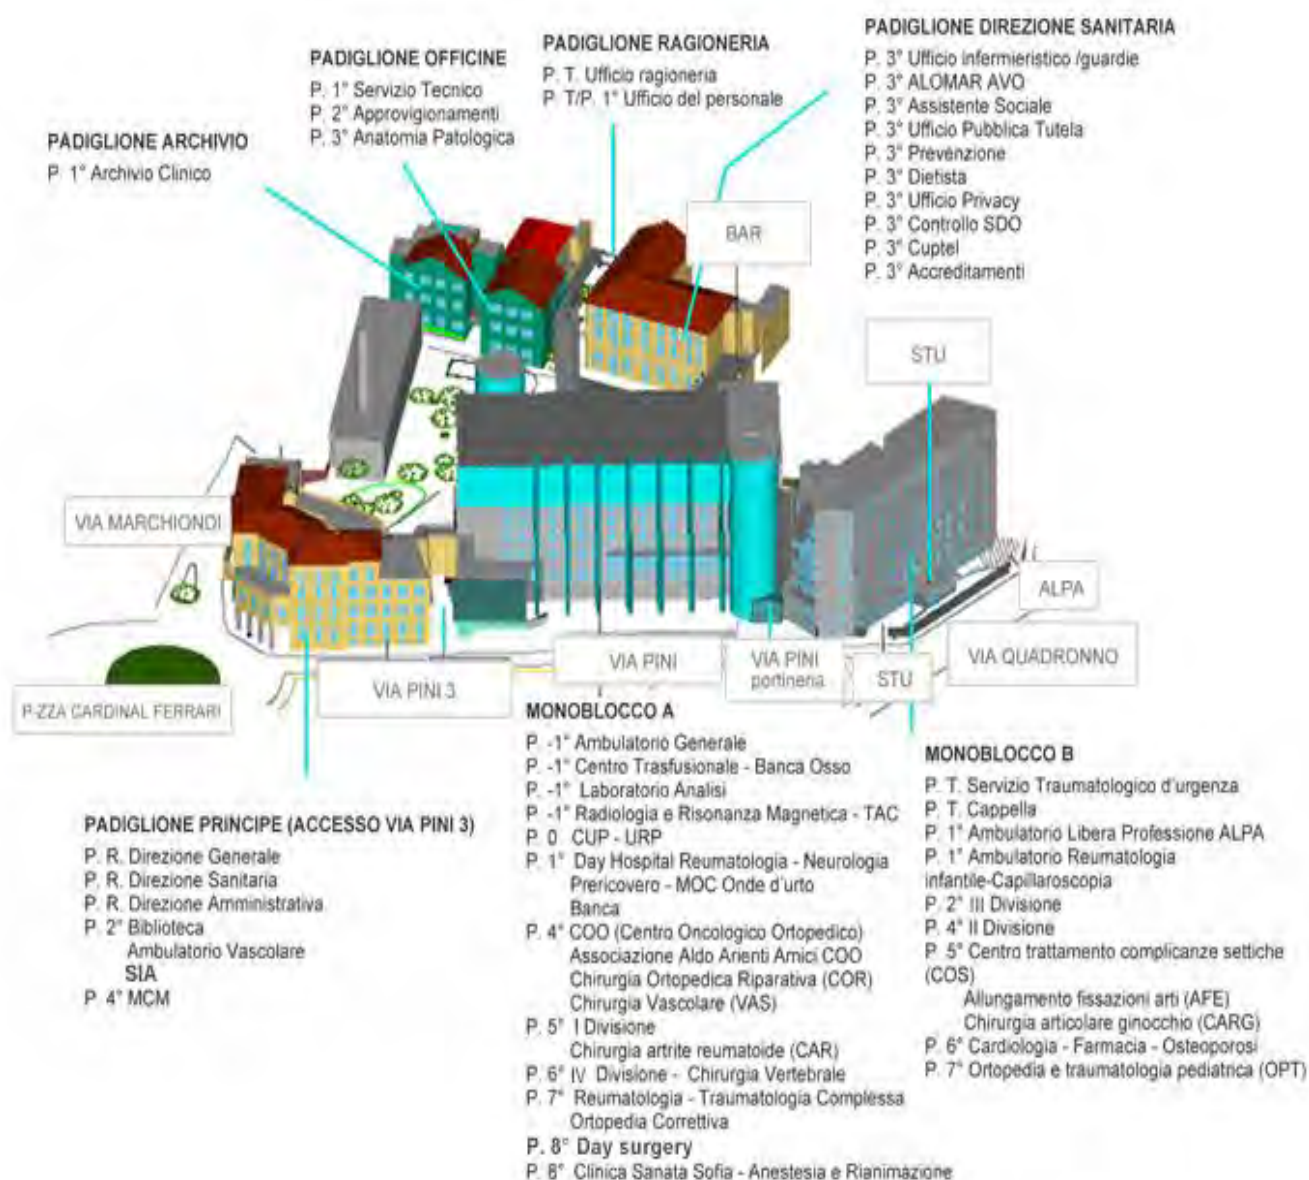 PADIGLIONE DIREZIONE SANITARIA
P. 3° Ufficio infermieristico /guardie
P. 3° ALOMAR AVO
P. 3° Assistente Sociale
P. 3° Ufficio Pubblica Tutela
P. 3° Prevenzione
P. 3° Dietista
P. 3° Ufficio Privacy
P. 3° Controllo SDO
P. 3° Cuptel
P. 3° Accreditamenti
PADIGLIONE RAGIONERIA
P. T. Ufficio ragioneria
P T/P. 1° Ufficio del personale
PADIGLIONE OFFICINE
P. 1° Servizio Tecnico
P. 2° Approvigionamenti
P. 3° Anatomia Patologica
PADIGLIONE ARCHIVIO
P. 1° Archivio Clinico
BAR
STU
VIA MARCHIONDI
ALPA
VIA PINI
VIA PINI
portineria
STU
VIA QUADRONNO
VIA PINI 3
P-ZZA CARDINAL FERRARI
PADIGLIONE PRINCIPE (ACCESSO VIA PINI 3)
P. R. Direzione Generale
P. R. Direzione Sanitaria
P. R. Direzione Amministrativa
P. 2° Biblioteca
Ambulatorio Vascolare
SIA
P 4° MCM
MONOBLOCCO A
P. -1° Ambulatorio Generale
P. -1° Centro Trasfusionale - Banca Osso
P. -1° Laboratorio Analisi
P. -1° Radiologia e Risonanza Magnetica - TAC
P. 0 CUP - URP
P. 1° Day Hospital Reumatologia - Neurologia
Prericovero - MOC Onde d'urto
Banca
P. 4° COO (Centro Oncologico Ortopedico)
Associazione Aldo Arienti Amici COO
Chirurgia Ortopedica Riparativa (COR)
Chirurgia Vascolare (VAS)
P. 5° I Divisione
Chirurgia artrite reumatoide (CAR)
P. 6° IV Divisione - Chirurgia Vertebrale
P. 7° Reumatologia - Traumatologia Complessa
Ortopedia Correttiva
P. 8° Day surgery
P. 8° Clinica Sanata Sofia - Anestesia e Rianimazione
MONOBLOCCO B
P. T. Servizio Traumatologico d'urgenza
P. T. Cappella
P. 1° Ambulatorio Libera Professione ALPA
P. 1° Ambulatorio Reumatologia
infantile-Capillaroscopia
P. 2° III Divisione
P. 4° II Divisione
P 5° Centro trattamento complicanze settiche
(COS)
Allungamento fissazioni arti (AFE)
Chirurgia articolare ginocchio (CARG)
P. 6° Cardiologia - Farmacia - Osteoporosi
P. 7° Ortopedia e traumatologia pediatrica (OPT)